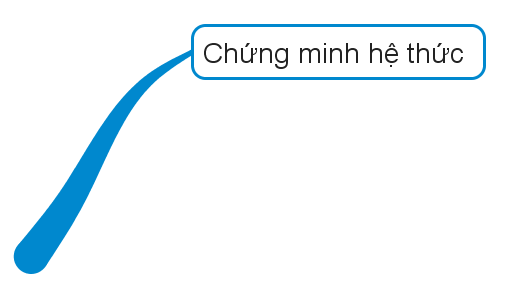 Chứng minh hệ thức